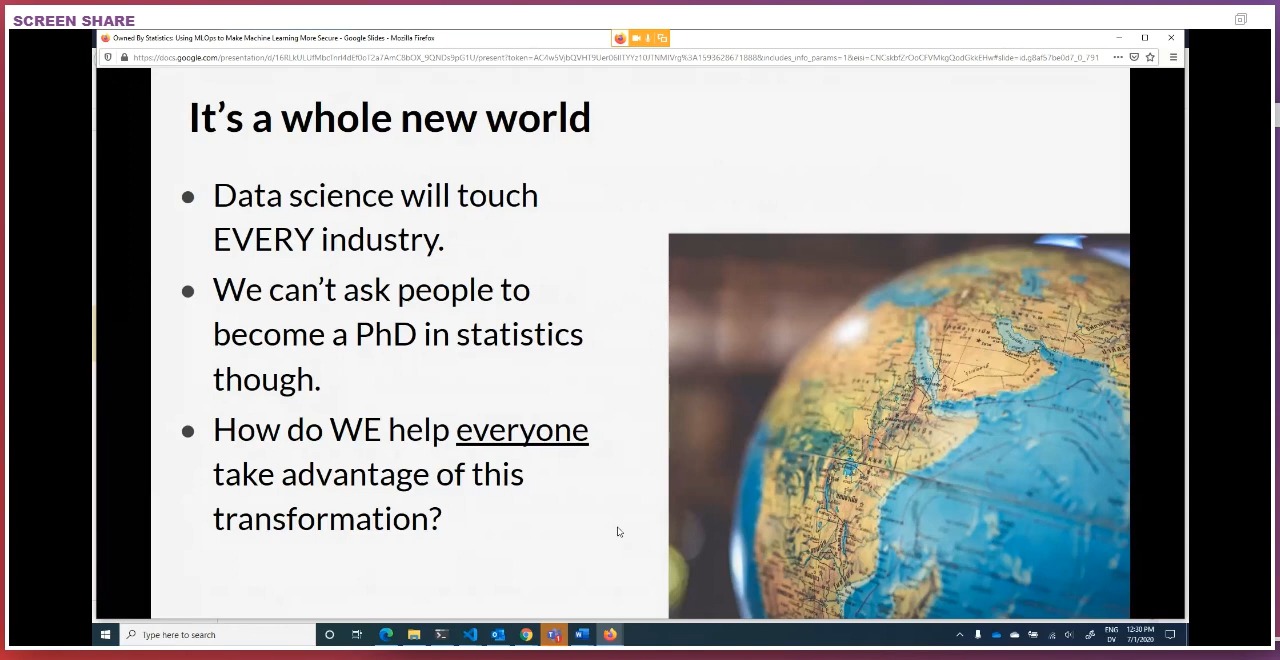 SCREEN SHARE
Owned By Statistics: Using MLOps to Make Machine Learning More Secure - Google Slides - Mozilla Firefox
It's a whole new world
● Data science will touch
EVERY industry.
● We can't ask people to
become a PhD in statistics
though.
● How do WE help everyone
take advantage of this
transformation?
Type here to search
ENG
DV
12:30 PM
7/1/2020